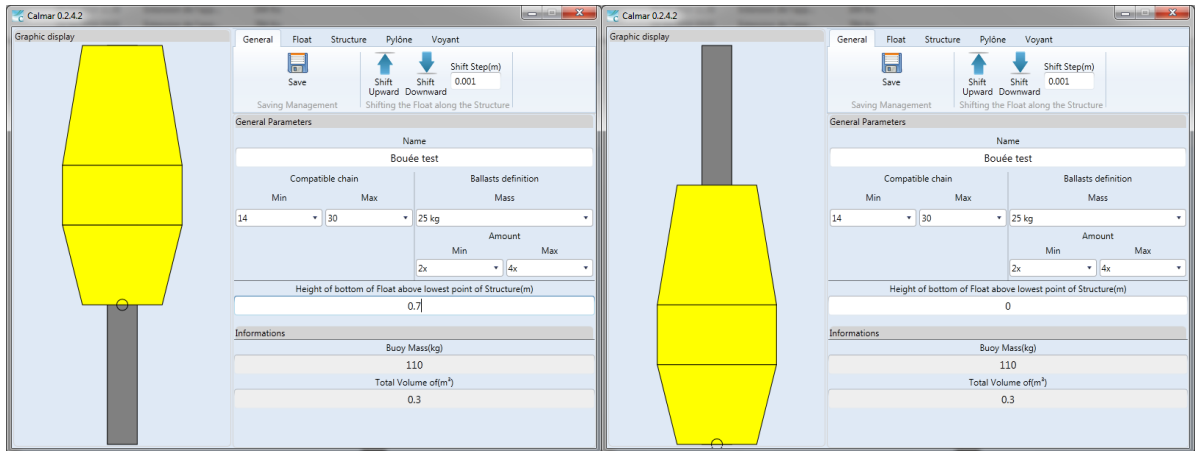 Calmar 0.2.4.2
Graphic display
General Float Structure Pylône Voyant
Save
Shift Upward
Shift Downward
Shift Step(m)
0.001
Saving Management
Shifting the Float along the Structure
General Parameters
Name
Bouée test
Compatible chain
Ballasts definition
Min Max
Mass
14 30 25 kg
Amount
Min Max
2x 4x
Height of bottom of Float above lowest point of Structure(m)
0.7
Informations
Buoy Mass(kg)
110
Total Volume of(m³)
0.3
Calmar 0.2.4.2
Graphic display
General Float Structure Pylône Voyant
Save
Shift Upward
Shift Downward
Shift Step(m)
0.001
Saving Management
Shifting the Float along the Structure
General Parameters
Name
Bouée test
Compatible chain
Ballasts definition
Min Max
Mass
14 30 25 kg
Amount
Min Max
2x 4x
Height of bottom of Float above lowest point of Structure(m)
0
Informations
Buoy Mass(kg)
110
Total Volume of(m³)
0.3